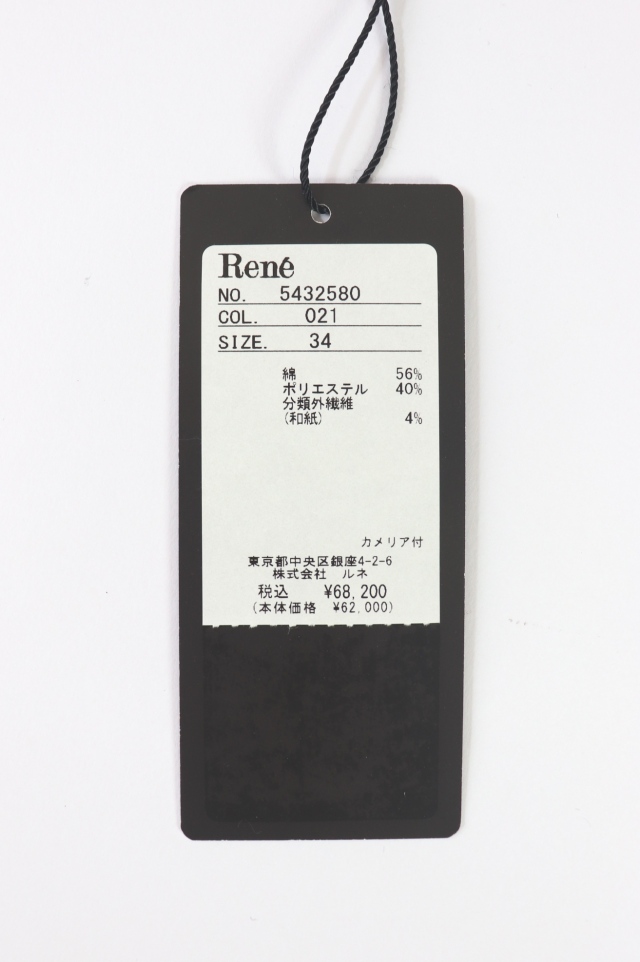 René
NO. 5432580
COL. 021
SIZE. 34
綿 56%
ポリエステル 40%
分類外繊維
(和紙) 4%
カメリア付
東京都中央区銀座4-2-6
株式会社 ルネ
税込 ¥68,200
(本体価格 ¥62,000)